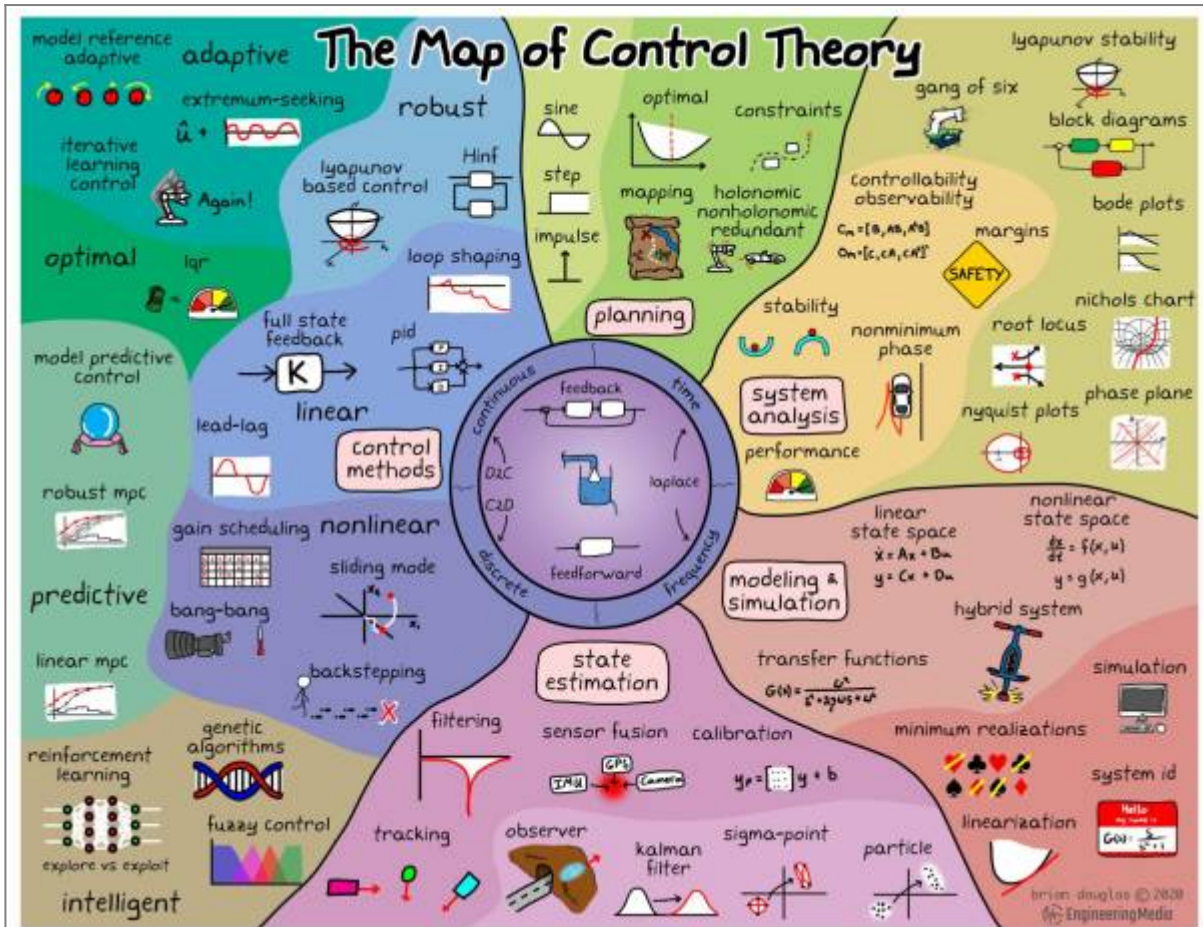 The Map of Control Theory
model reference
adaptive
adaptive
extremum-seeking
û +
iterative
learning
control
Again!
optimal
lqr
robust
lyapunov
based control
Hinf
loop shaping
full state
feedback
K
pid
linear
lead-lag
control
methods
model predictive
control
robust mpc
predictive
linear mpc
gain scheduling
nonlinear
sliding mode
bang-bang
backstepping
X
reinforcement
learning
explore vs exploit
genetic
algorithms
fuzzy control
intelligent
sine
step
impulse
optimal
constraints
mapping
holonomic
nonholonomic
redundant
planning
continuous
time
discrete
frequency
feedback
D2C
C2D
laplace
feedforward
lyapunov stability
gang of six
block diagrams
controllability
observability
margins
SAFETY
bode plots
stability
nonminimum
phase
root locus
nichols chart
system
analysis
nyquist plots
phase plane
performance
linear
state space
ẋ = Ax + Bu
y = Cx + Du
nonlinear
state space
dx/dt = f(x, u)
y = g(x, u)
modeling &
simulation
hybrid system
transfer functions
simulation
minimum realizations
system id
Hello
my name is
linearization
state
estimation
filtering
sensor fusion
IMU
GPS
Camera
calibration
tracking
observer
kalman
filter
sigma-point
particle
brian douglas © 2020
EngineeringMedia